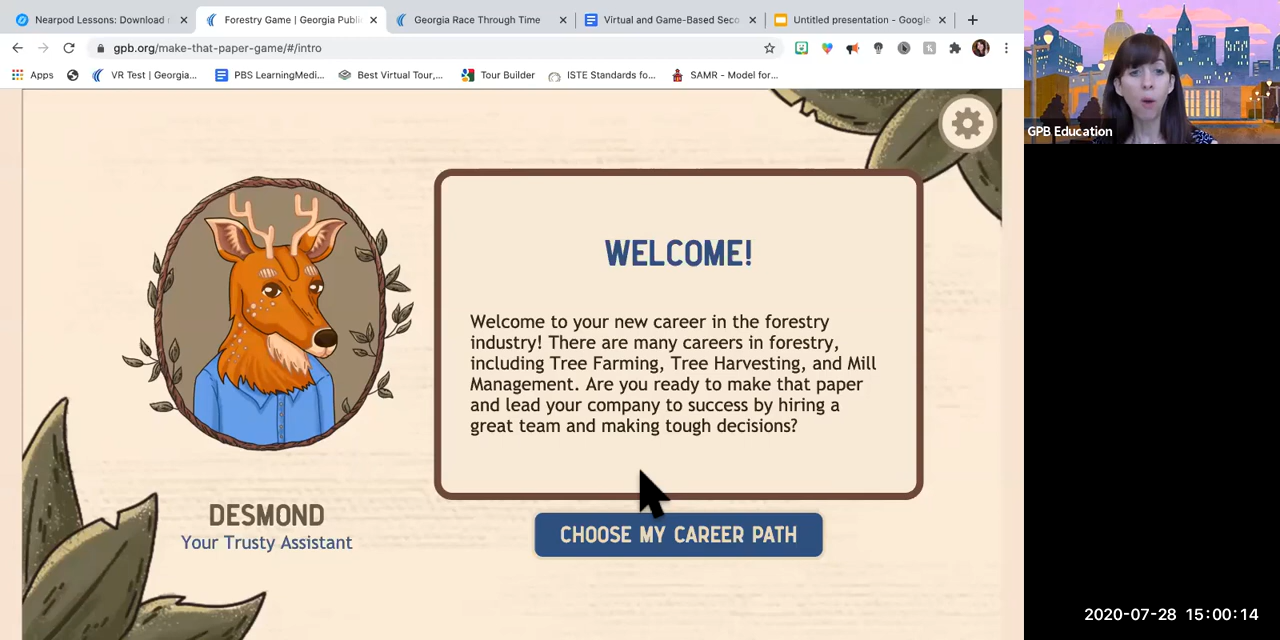 Nearpod Lessons: Download
Forestry Game | Georgia Publi
Georgia Race Through Time
Virtual and Game-Based Seco
Untitled presentation - Google
gpb.org/make-that-paper-game/#/intro
Apps
VR Test | Georgia...
PBS LearningMedi...
Best Virtual Tour,...
Tour Builder
ISTE Standards fo...
SAMR - Model for...
GPB Education
WELCOME!
Welcome to your new career in the forestry
industry! There are many careers in forestry,
including Tree Farming, Tree Harvesting, and Mill
Management. Are you ready to make that paper
and lead your company to success by hiring a
great team and making tough decisions?
DESMOND
Your Trusty Assistant
CHOOSE MY CAREER PATH
2020-07-28 15:00:14